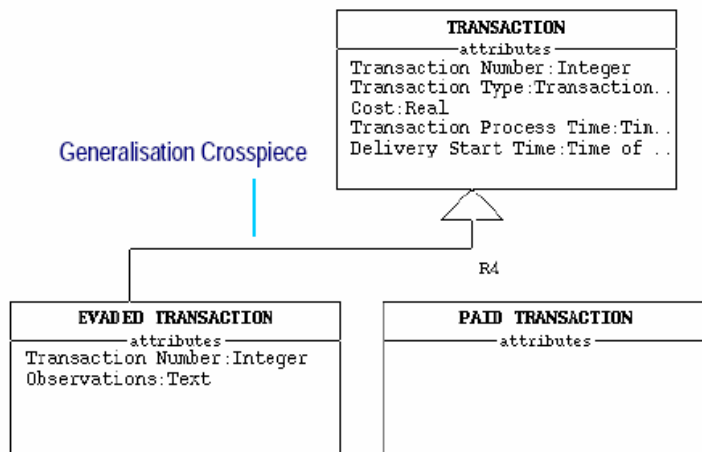 TRANSACTION
attributes
Transaction Number:Integer
Transaction Type:Transaction..
Cost:Real
Transaction Process Time:Tim..
Delivery Start Time:Time of ..
Generalisation Crosspiece
R4
EVADED TRANSACTION
attributes
Transaction Number:Integer
Observations:Text
PAID TRANSACTION
attributes